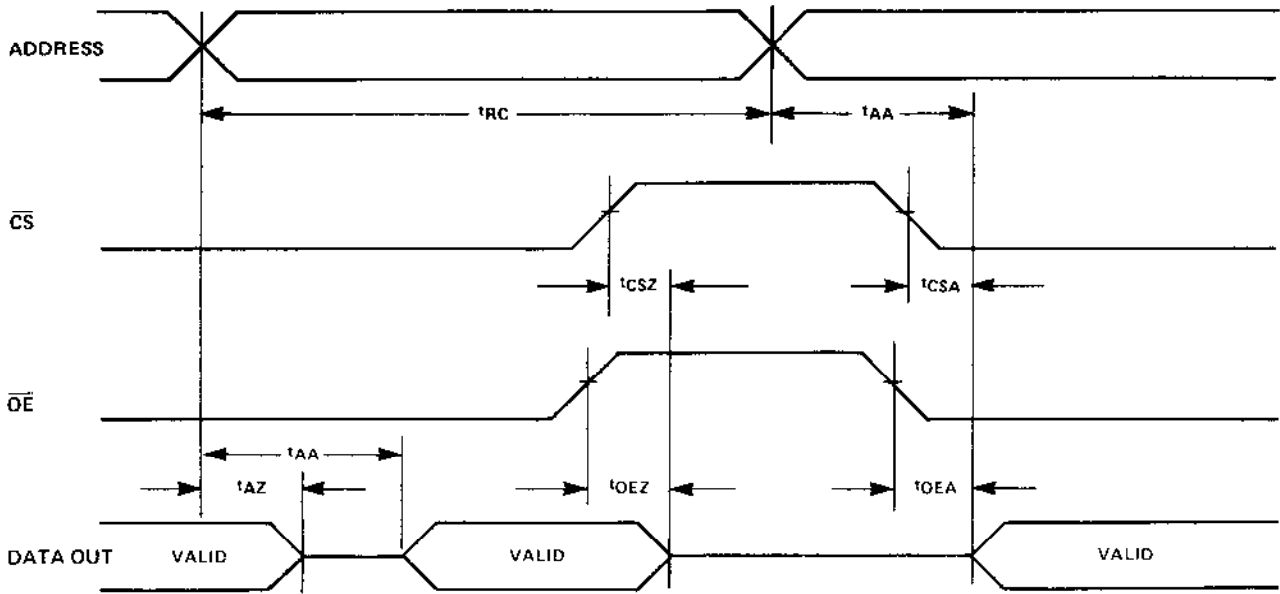 ADDRESS
tRC
tAA
CS
tCSZ
tCSA
OE
tAA
tAZ
tOEZ
tOEA
DATA OUT
VALID
VALID
VALID